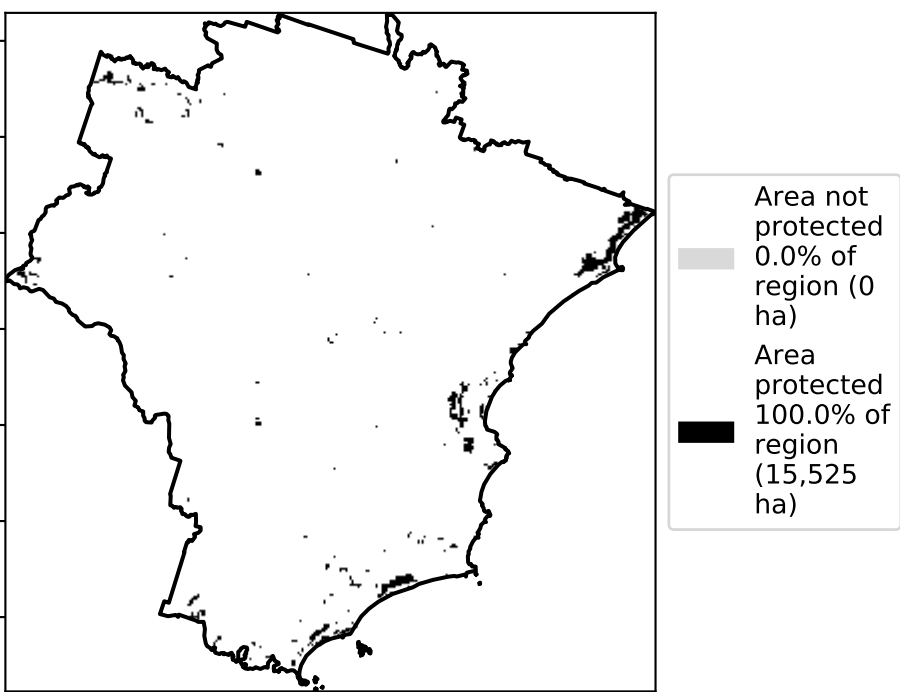 Area not
protected
0.0% of
region (0
ha)
Area
protected
100.0% of
region
(15,525
ha)